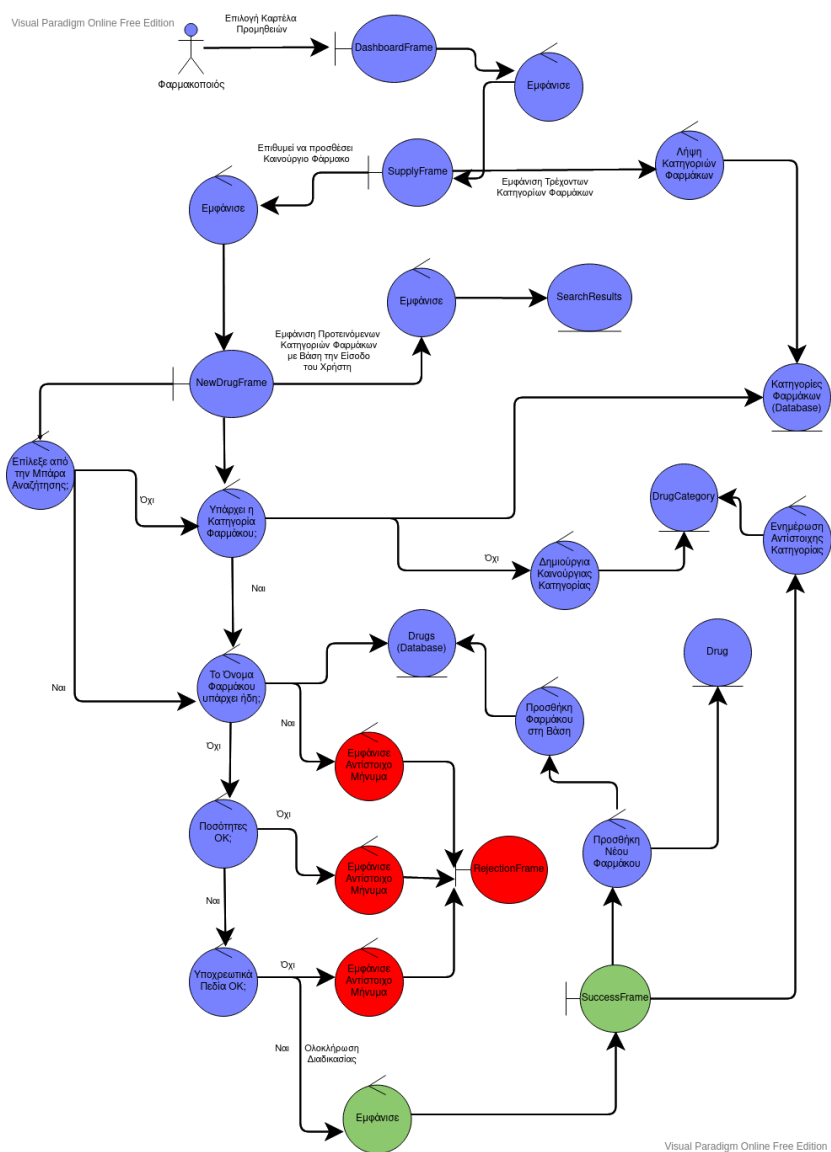 Visual Paradigm Online Free Edition
Επιλογή Καρτέλα
Προμηθειών
Φαρμακοποιός
DashboardFrame
Εμφάνισε
Επιθυμεί να προσθέσει
Καινούργιο Φάρμακο
SupplyFrame
Εμφάνιση Τρέχοντων
Κατηγορίων Φαρμάκων
Λήψη
Κατηγοριών
Φαρμάκων
Εμφάνισε
Εμφάνισε
SearchResults
Εμφάνιση Προτεινόμενων
Κατηγοριών Φαρμάκων
με Βάση την Είσοδο
του Χρήστη
NewDrugFrame
Κατηγορίες
Φαρμάκων
(Database)
Επίλεξε από
την Μπάρα
Αναζήτησης;
Όχι
Υπάρχει η
Κατηγορία
Φαρμάκου;
DrugCategory
Ενημέρωση
Αντίστοιχης
Κατηγορίας
Όχι
Δημιούργια
Καινούργιας
Κατηγορίας
Ναι
Drugs
(Database)
Drug
Ναι
Το Όνομα
Φαρμάκου
υπάρχει ήδη;
Ναι
Προσθήκη
Φαρμάκου
στη Βάση
Όχι
Εμφάνισε
Αντίστοιχο
Μήνυμα
Ποσότητες
ΟΚ;
Όχι
Εμφάνισε
Αντίστοιχο
Μήνυμα
RejectionFrame
Προσθήκη
Νέου
Φαρμάκου
Ναι
Υποχρεωτικά
Πεδία ΟΚ;
Όχι
Εμφάνισε
Αντίστοιχο
Μήνυμα
SuccessFrame
Ναι
Ολοκλήρωση
Διαδικασίας
Εμφάνισε
Visual Paradigm Online Free Edition